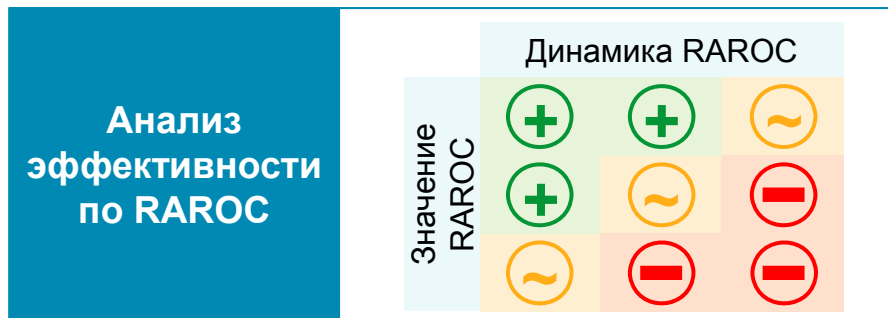 Анализ
эффективности
по RAROC
Динамика RAROC
Значение
RAROC
+ + ~
+ ~ −
~ − −